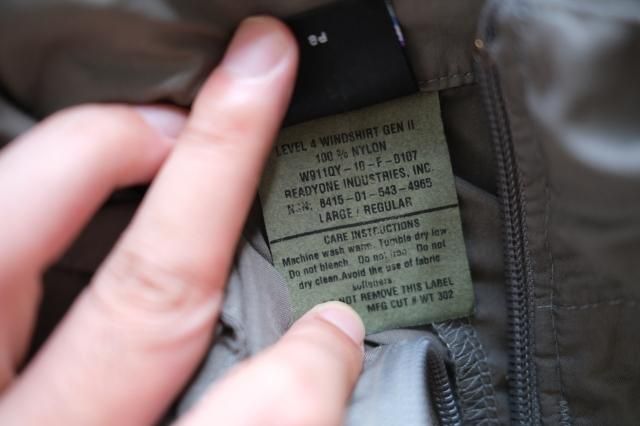 P8
LEVEL 4 WINDSHIRT GEN II
100 % NYLON
W911QY-10-F-0107
READYONE INDUSTRIES, INC.
NSN: 8415-01-543-4965
LARGE / REGULAR
CARE INSTRUCTIONS
Machine wash warm. Tumble dry low
Do not bleach. Do not iron. Do not
dry clean.Avoid the use of fabric
softeners.
NOT REMOVE THIS LABEL
MFG CUT # WT 302